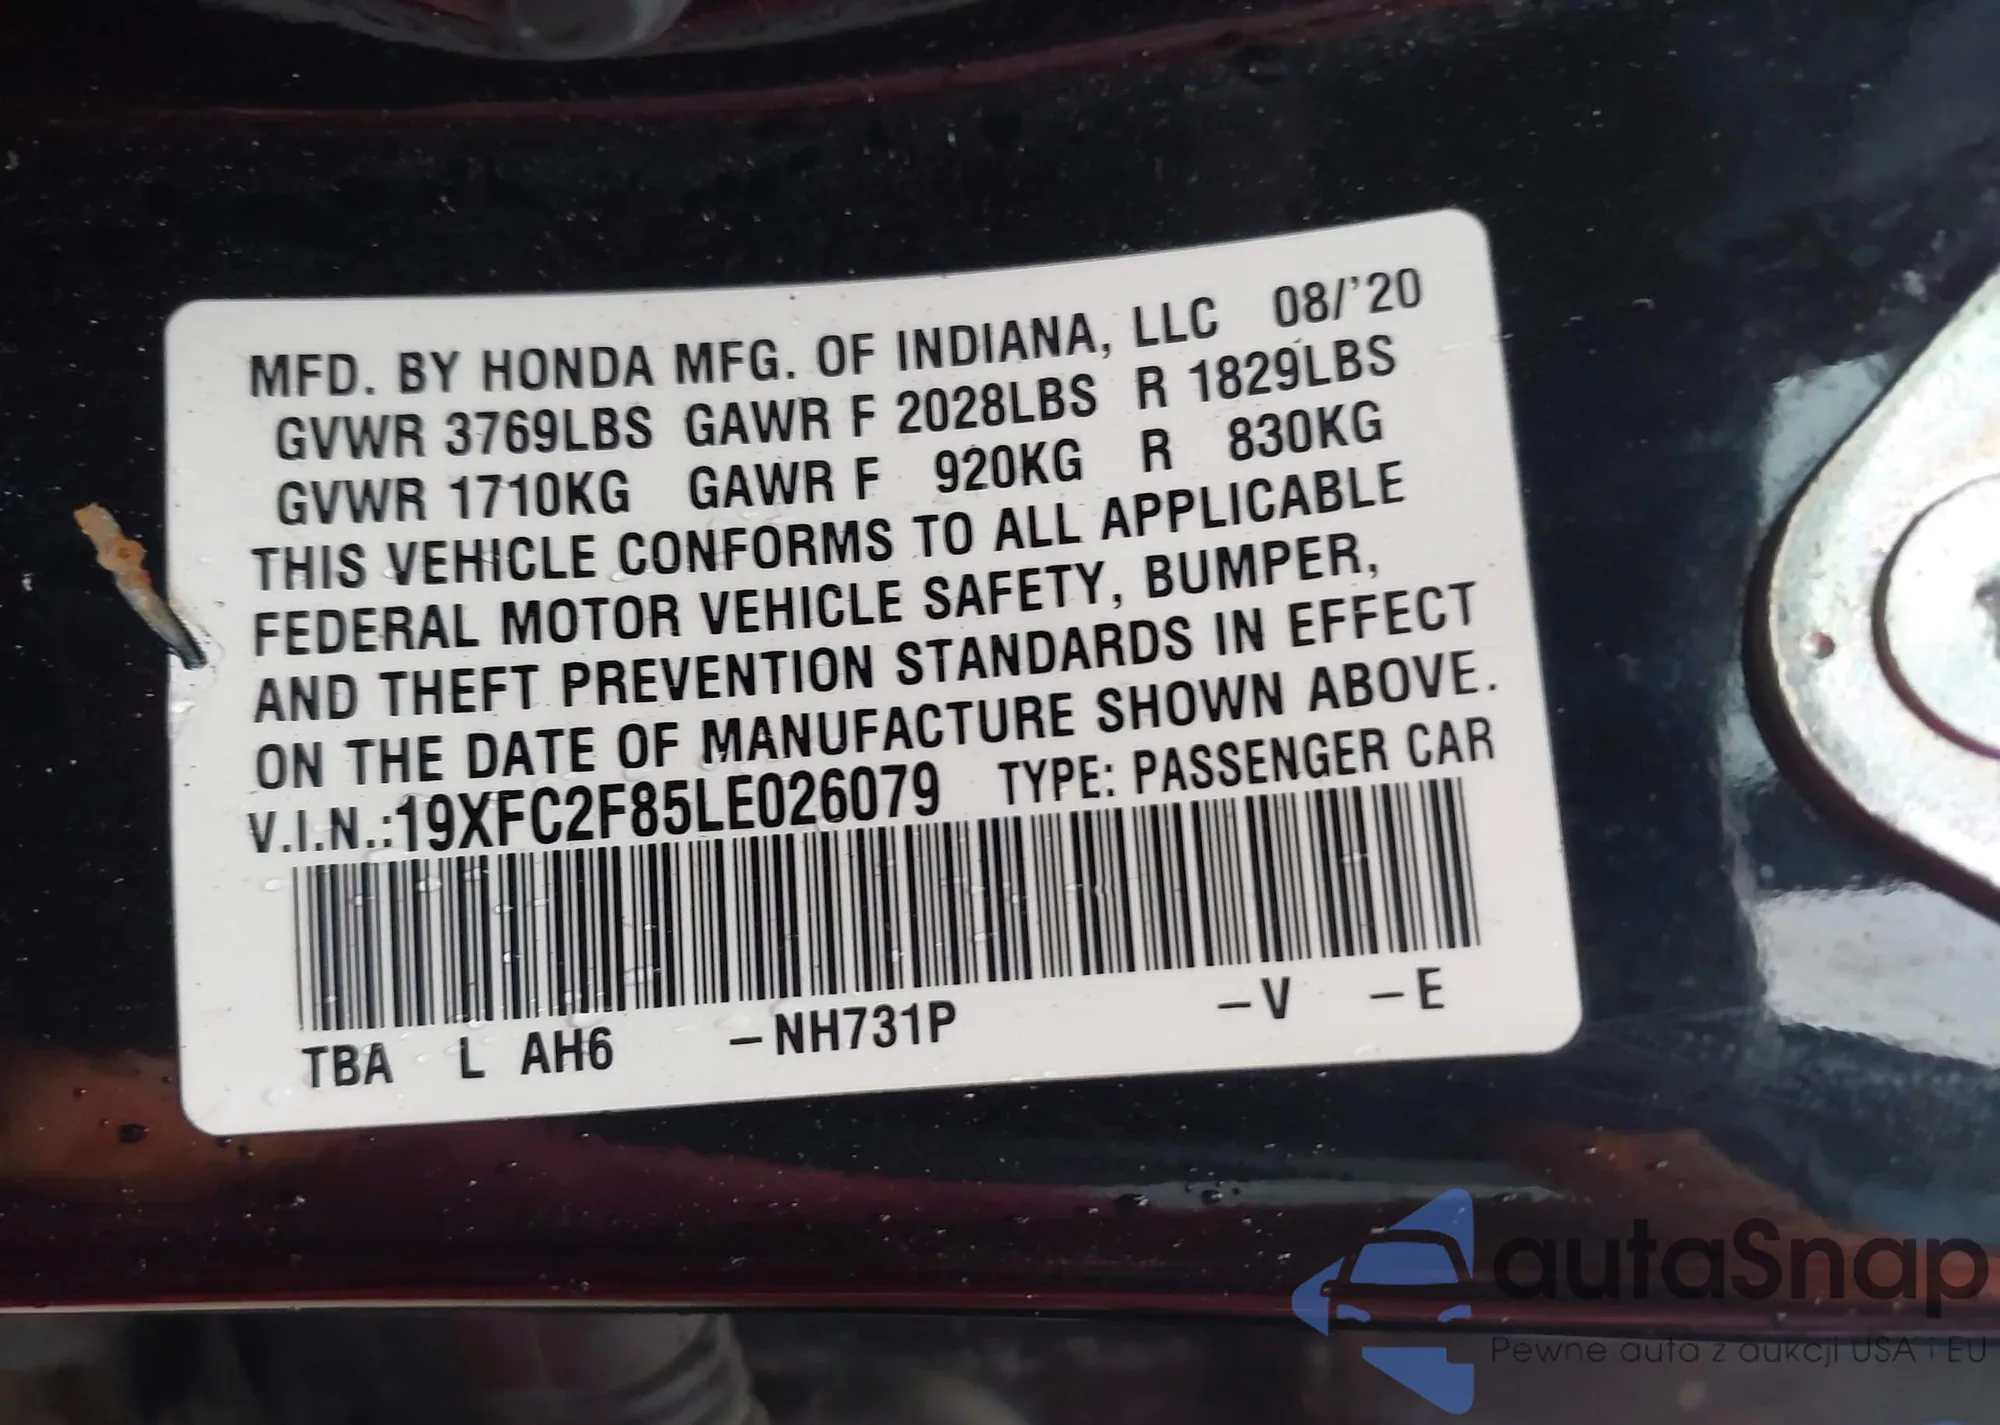 MFD. BY HONDA MFG. OF INDIANA, LLC 08/'20
GVWR 3769LBS GAWR F 2028LBS R 1829LBS
GVWR 1710KG GAWR F 920KG R 830KG
THIS VEHICLE CONFORMS TO ALL APPLICABLE
FEDERAL MOTOR VEHICLE SAFETY, BUMPER,
AND THEFT PREVENTION STANDARDS IN EFFECT
ON THE DATE OF MANUFACTURE SHOWN ABOVE.
V.I.N.:19XFC2F85LE026079 TYPE: PASSENGER CAR
TBA L AH6 –NH731P –V –E
autaSnap
Pewne auta z aukcji USA i EU